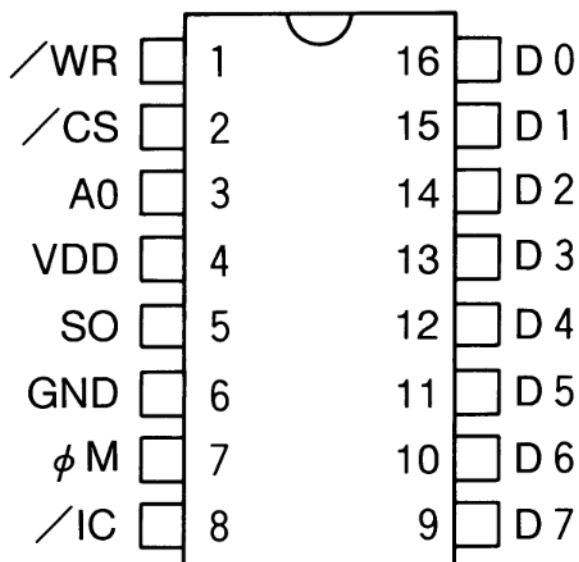 /WR 1 16 D0
/CS 2 15 D1
A0 3 14 D2
VDD 4 13 D3
SO 5 12 D4
GND 6 11 D5
φM 7 10 D6
/IC 8 9 D7